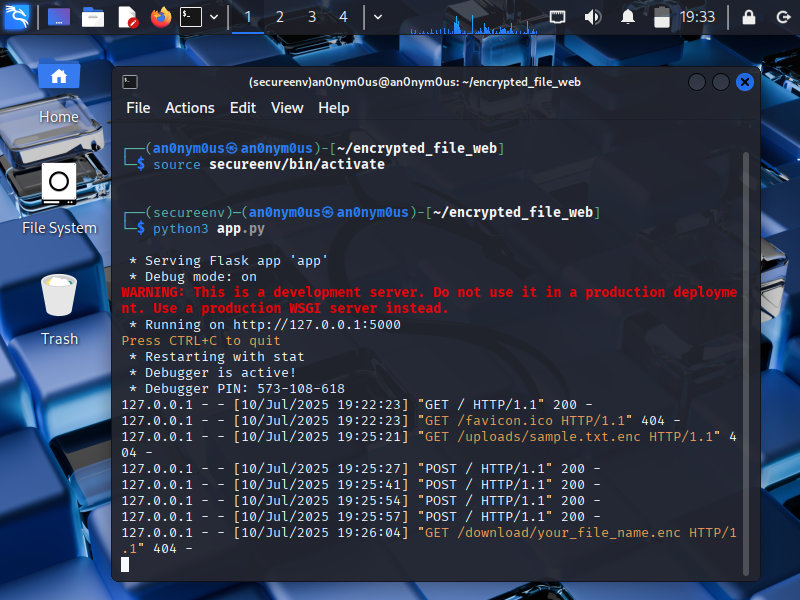 1 2 3 4 19:33
(secureenv)an0nym0us@an0nym0us: ~/encrypted_file_web
File Actions Edit View Help
Home
File System
Trash
┌──(an0nym0us㉿an0nym0us)-[~/encrypted_file_web]
└─$ source secureenv/bin/activate
┌──(secureenv)─(an0nym0us㉿an0nym0us)-[~/encrypted_file_web]
└─$ python3 app.py
* Serving Flask app 'app'
* Debug mode: on
WARNING: This is a development server. Do not use it in a production deployme
nt. Use a production WSGI server instead.
* Running on http://127.0.0.1:5000
Press CTRL+C to quit
* Restarting with stat
* Debugger is active!
* Debugger PIN: 573-108-618
127.0.0.1 - - [10/Jul/2025 19:22:23] "GET / HTTP/1.1" 200 -
127.0.0.1 - - [10/Jul/2025 19:22:23] "GET /favicon.ico HTTP/1.1" 404 -
127.0.0.1 - - [10/Jul/2025 19:25:21] "GET /uploads/sample.txt.enc HTTP/1.1" 4
04 -
127.0.0.1 - - [10/Jul/2025 19:25:27] "POST / HTTP/1.1" 200 -
127.0.0.1 - - [10/Jul/2025 19:25:41] "POST / HTTP/1.1" 200 -
127.0.0.1 - - [10/Jul/2025 19:25:54] "POST / HTTP/1.1" 200 -
127.0.0.1 - - [10/Jul/2025 19:25:57] "POST / HTTP/1.1" 200 -
127.0.0.1 - - [10/Jul/2025 19:26:04] "GET /download/your_file_name.enc HTTP/1
.1" 404 -